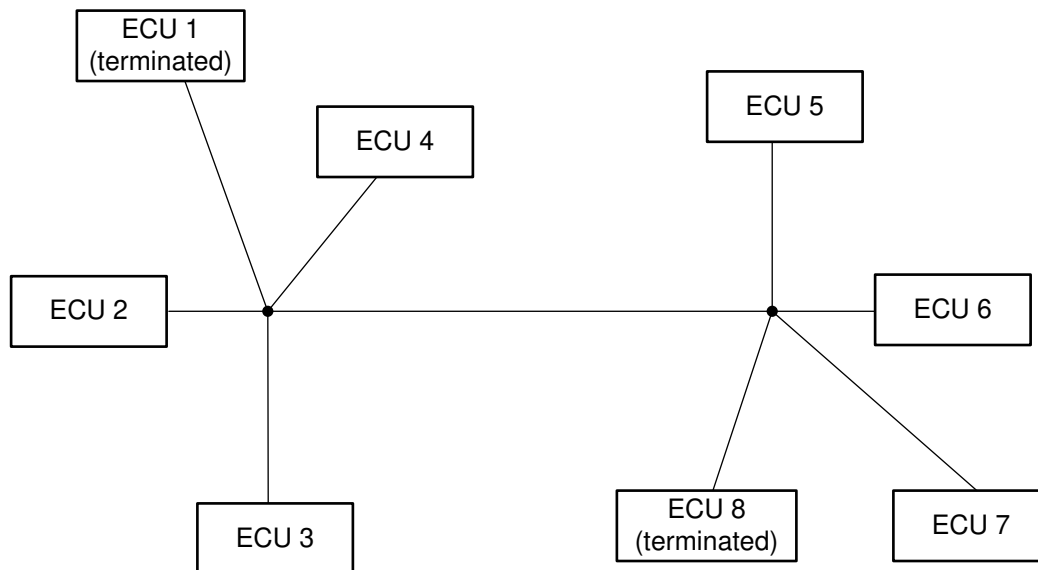 ECU 1
(terminated)
ECU 4
ECU 5
ECU 2
ECU 6
ECU 3
ECU 8
(terminated)
ECU 7